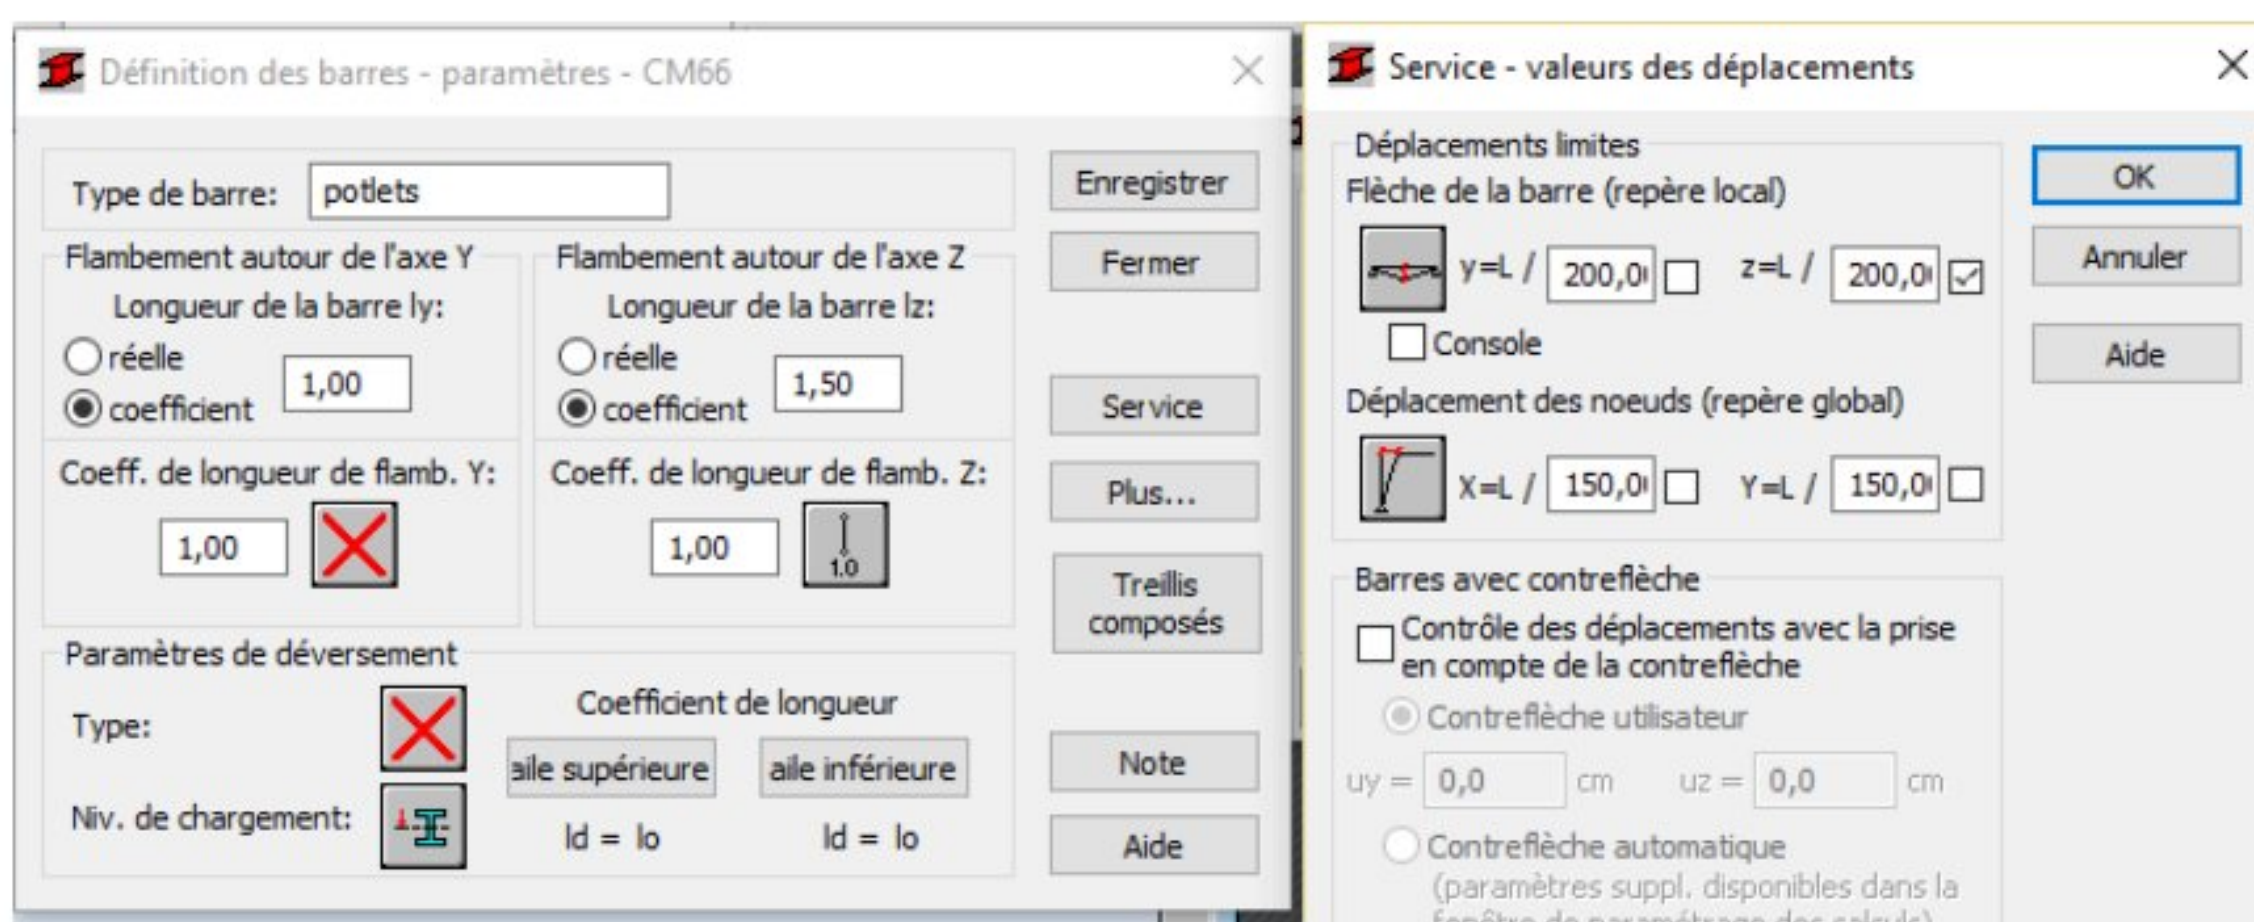 Définition des barres - paramètres - CM66
Type de barre: potlets
Flambement autour de l'axe Y
Longueur de la barre ly:
réelle
coefficient
1,00
Flambement autour de l'axe Z
Longueur de la barre lz:
réelle
coefficient
1,50
Coeff. de longueur de flamb. Y:
1,00
Coeff. de longueur de flamb. Z:
1,00
1.0
Paramètres de déversement
Type:
Niv. de chargement:
Coefficient de longueur
aile supérieure
aile inférieure
ld = lo
ld = lo
Enregistrer
Fermer
Service
Plus...
Treillis
composés
Note
Aide
Service - valeurs des déplacements
Déplacements limites
Flèche de la barre (repère local)
y=L / 200,0 z=L / 200,0
Console
Déplacement des noeuds (repère global)
X=L / 150,0 Y=L / 150,0
Barres avec contreflèche
Contrôle des déplacements avec la prise
en compte de la contreflèche
Contreflèche utilisateur
uy = 0,0 cm uz = 0,0 cm
Contreflèche automatique
(paramètres suppl. disponibles dans la
fenêtre de paramétrage des calculs)
OK
Annuler
Aide